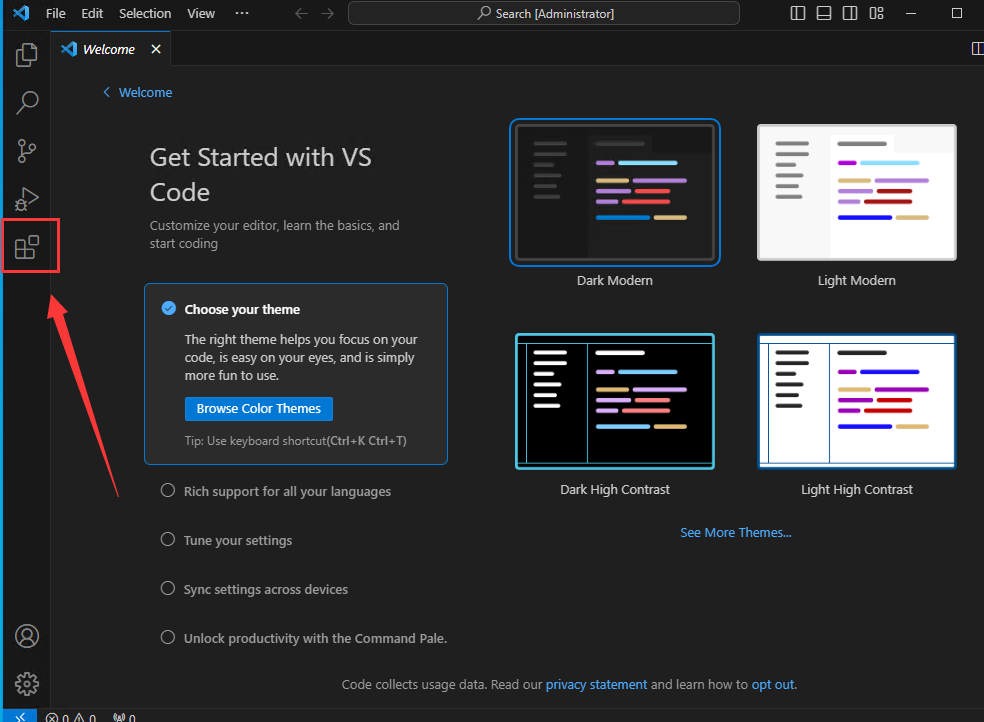 File Edit Selection View ···
Search [Administrator]
Welcome
Welcome
Get Started with VS
Code
Customize your editor, learn the basics, and
start coding
Choose your theme
The right theme helps you focus on your
code, is easy on your eyes, and is simply
more fun to use.
Browse Color Themes
Tip: Use keyboard shortcut(Ctrl+K Ctrl+T)
Rich support for all your languages
Tune your settings
Sync settings across devices
Unlock productivity with the Command Pale.
Dark Modern
Light Modern
Dark High Contrast
Light High Contrast
See More Themes...
Code collects usage data. Read our privacy statement and learn how to opt out.
0 0 0